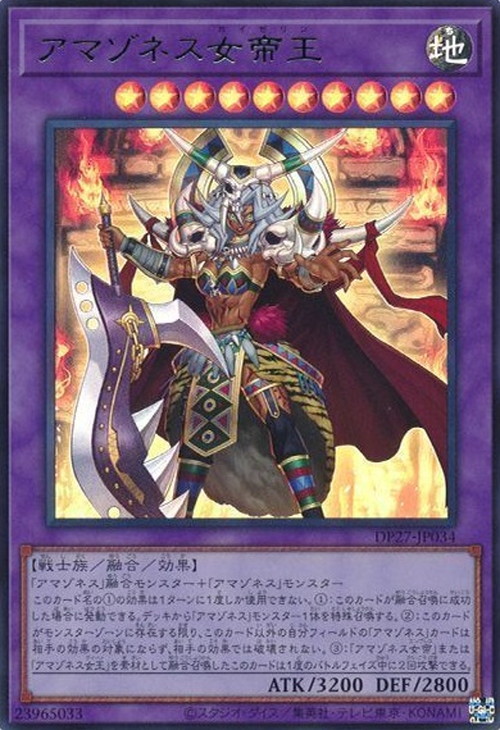 アマゾネス女帝王
カイゼリン
地
DP27-JP034
【戦士族／融合／効果】
「アマゾネス」融合モンスター＋「アマゾネス」モンスター
このカード名の①の効果は1ターンに1度しか使用できない。①：このカードが融合召喚に成功
した場合に発動できる。デッキから「アマゾネス」モンスター1体を特殊召喚する。②：このカード
がモンスターゾーンに存在する限り、このカード以外の自分フィールドの「アマゾネス」カードは
相手の効果の対象にならず、相手の効果では破壊されない。③：「アマゾネス女帝」または
「アマゾネス女王」を素材として融合召喚したこのカードは1度のバトルフェイズ中に2回攻撃できる。
ATK/3200 DEF/2800
23965033 ©スタジオ・ダイス／集英社・テレビ東京・KONAMI